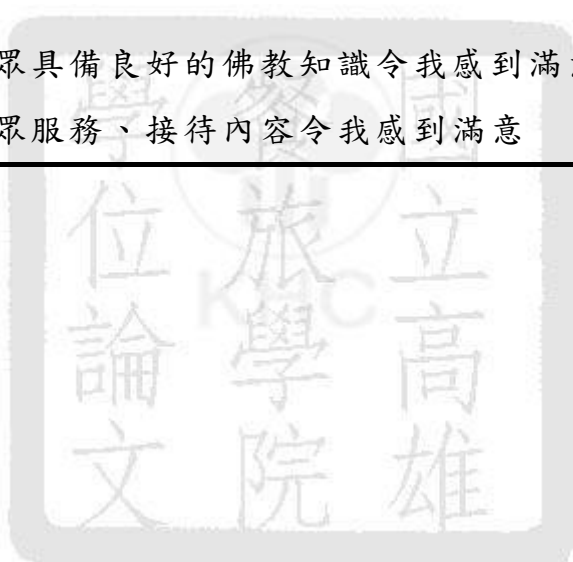 眾具備良好的佛教知識令我感到滿
眾服務、接待內容令我感到滿意
國立高雄
餐旅學院
學位論文